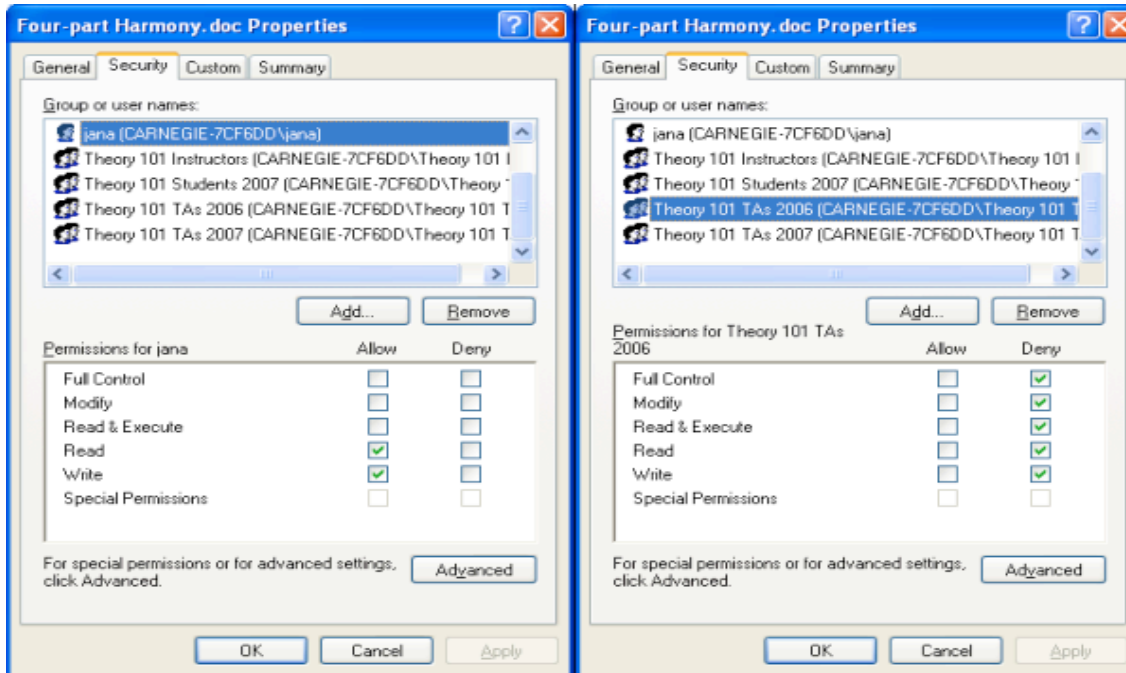 Four-part Harmony.doc Properties
General Security Custom Summary
Group or user names:
jana (CARNEGIE-7CF6DD\jana)
Theory 101 Instructors (CARNEGIE-7CF6DD\Theory 101 I
Theory 101 Students 2007 (CARNEGIE-7CF6DD\Theory 1
Theory 101 TAs 2006 (CARNEGIE-7CF6DD\Theory 101 T
Theory 101 TAs 2007 (CARNEGIE-7CF6DD\Theory 101 T
Add... Remove
Permissions for jana Allow Deny
Full Control
Modify
Read & Execute
Read
Write
Special Permissions
For special permissions or for advanced settings,
click Advanced.
Advanced
OK Cancel Apply
Four-part Harmony.doc Properties
General Security Custom Summary
Group or user names:
jana (CARNEGIE-7CF6DD\jana)
Theory 101 Instructors (CARNEGIE-7CF6DD\Theory 101 I
Theory 101 Students 2007 (CARNEGIE-7CF6DD\Theory 1
Theory 101 TAs 2006 (CARNEGIE-7CF6DD\Theory 101 T
Theory 101 TAs 2007 (CARNEGIE-7CF6DD\Theory 101 T
Add... Remove
Permissions for Theory 101 TAs
2006 Allow Deny
Full Control
Modify
Read & Execute
Read
Write
Special Permissions
For special permissions or for advanced settings,
click Advanced.
Advanced
OK Cancel Apply